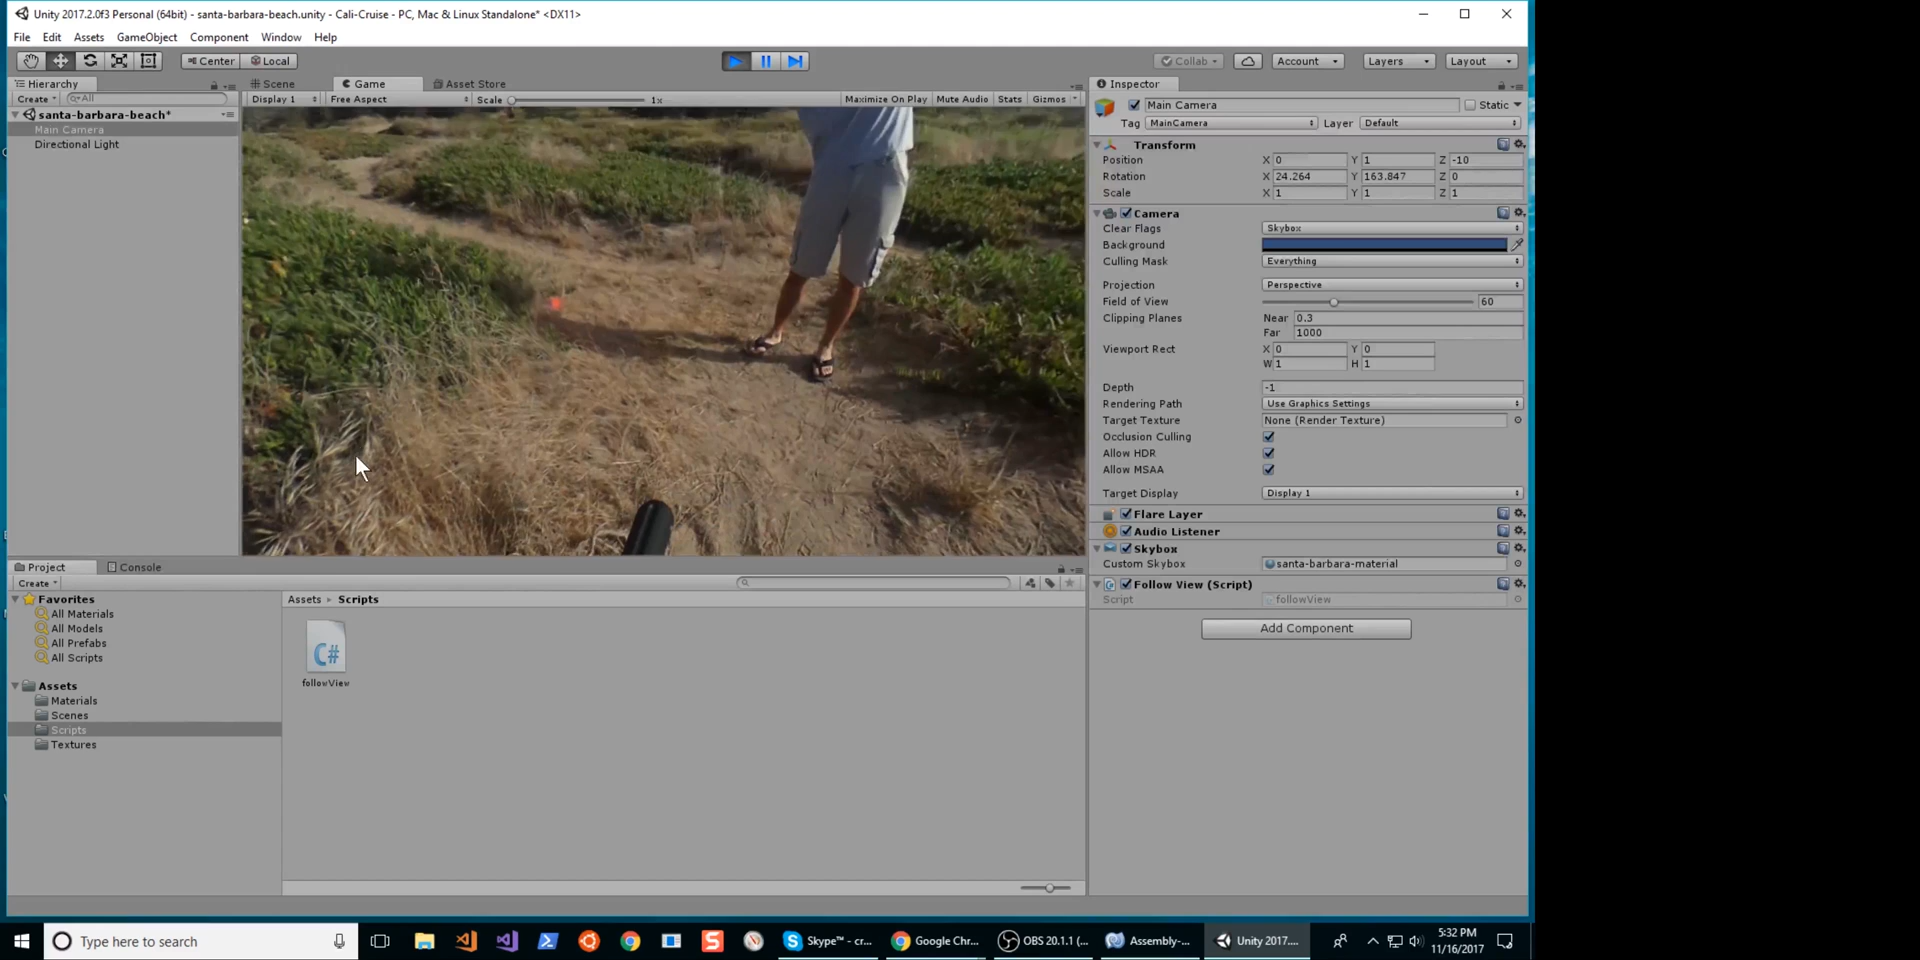 Unity 2017.2.0f3 Personal (64bit) - santa-barbara-beach.unity - Cali-Cruise - PC, Mac & Linux Standalone* <DX11>
File Edit Assets GameObject Component Window Help
Center Local Collab Account Layers Layout
Hierarchy
Create All
santa-barbara-beach*
Main Camera
Directional Light
Scene Game Asset Store
Display 1 Free Aspect Scale 1x Maximize On Play Mute Audio Stats Gizmos
Inspector
Main Camera Static
Tag MainCamera Layer Default
Transform
Position X 0 Y 1 Z -10
Rotation X 24.264 Y 163.847 Z 0
Scale X 1 Y 1 Z 1
Camera
Clear Flags Skybox
Background
Culling Mask Everything
Projection Perspective
Field of View 60
Clipping Planes Near 0.3
Far 1000
Viewport Rect X 0 Y 0
W 1 H 1
Depth -1
Rendering Path Use Graphics Settings
Target Texture None (Render Texture)
Occlusion Culling
Allow HDR
Allow MSAA
Target Display Display 1
Flare Layer
Audio Listener
Skybox
Custom Skybox santa-barbara-material
Follow View (Script)
Script followView
Add Component
Project Console
Create
Favorites
All Materials
All Models
All Prefabs
All Scripts
Assets
Materials
Scenes
Scripts
Textures
Assets ▸ Scripts
C#
followView
Type here to search
Skype™ - cr...
Google Chr...
OBS 20.1.1 (...
Assembly-...
Unity 2017....
5:32 PM
11/16/2017